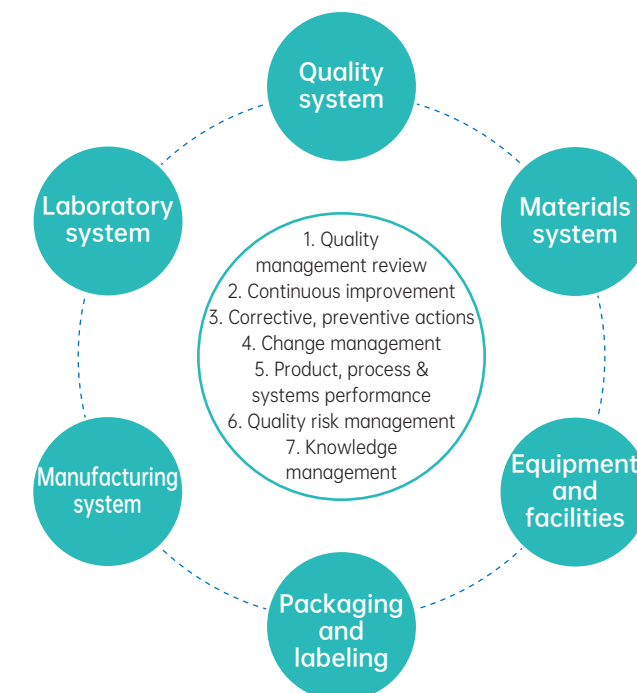 Quality
system
Laboratory
system
Materials
system
1. Quality
management review
2. Continuous improvement
3. Corrective, preventive actions
4. Change management
5. Product, process &
systems performance
6. Quality risk management
7. Knowledge
management
Manufacturing
system
Equipment
and
facilities
Packaging
and
labeling